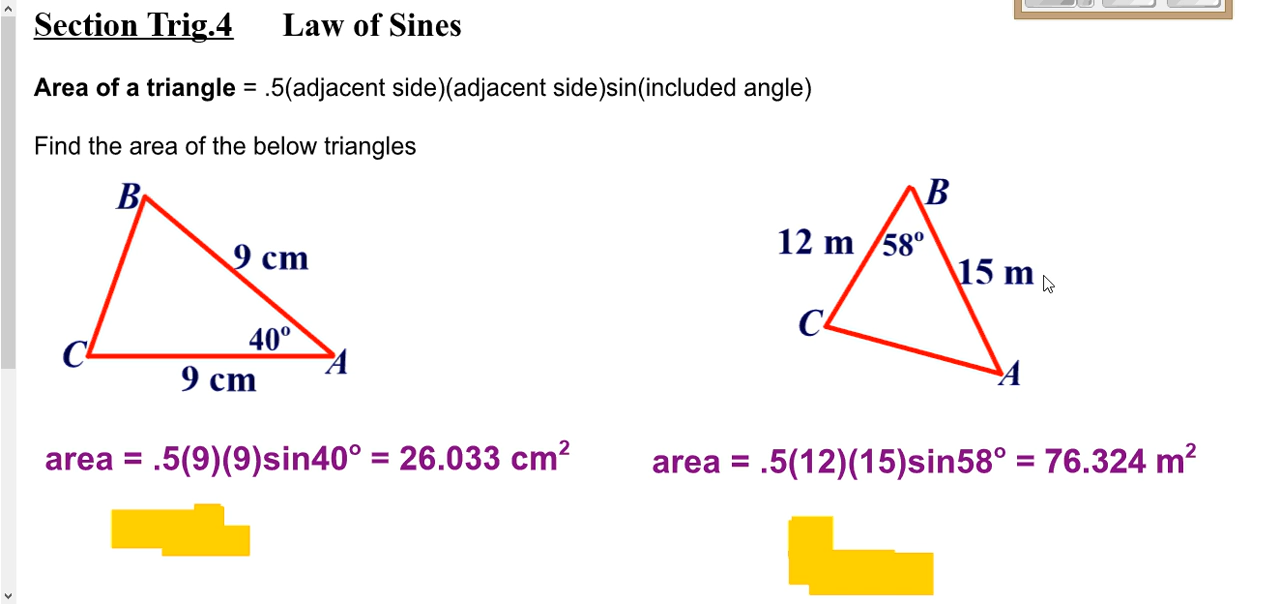 Section Trig.4 Law of Sines
Area of a triangle = .5(adjacent side)(adjacent side)sin(included angle)
Find the area of the below triangles
B
9 cm
40º
C
A
9 cm
B
12 m
58º
15 m
C
A
area = .5(9)(9)sin40° = 26.033 cm²
area = .5(12)(15)sin58° = 76.324 m²